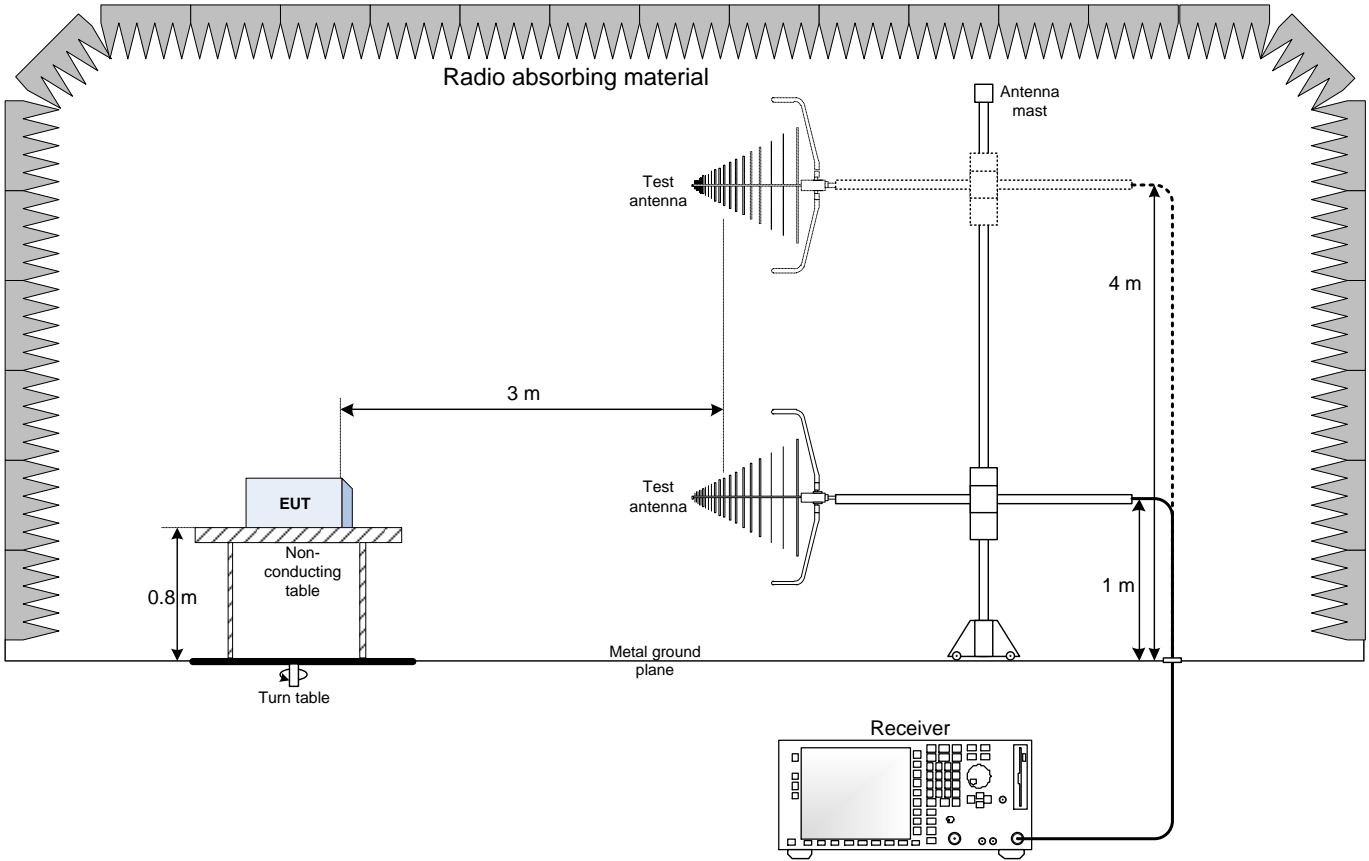 Radio absorbing material
Antenna
mast
Test
antenna
4 m
3 m
Test
antenna
EUT
Non-
conducting
table
0.8 m
1 m
Metal ground
plane
Turn table
Receiver